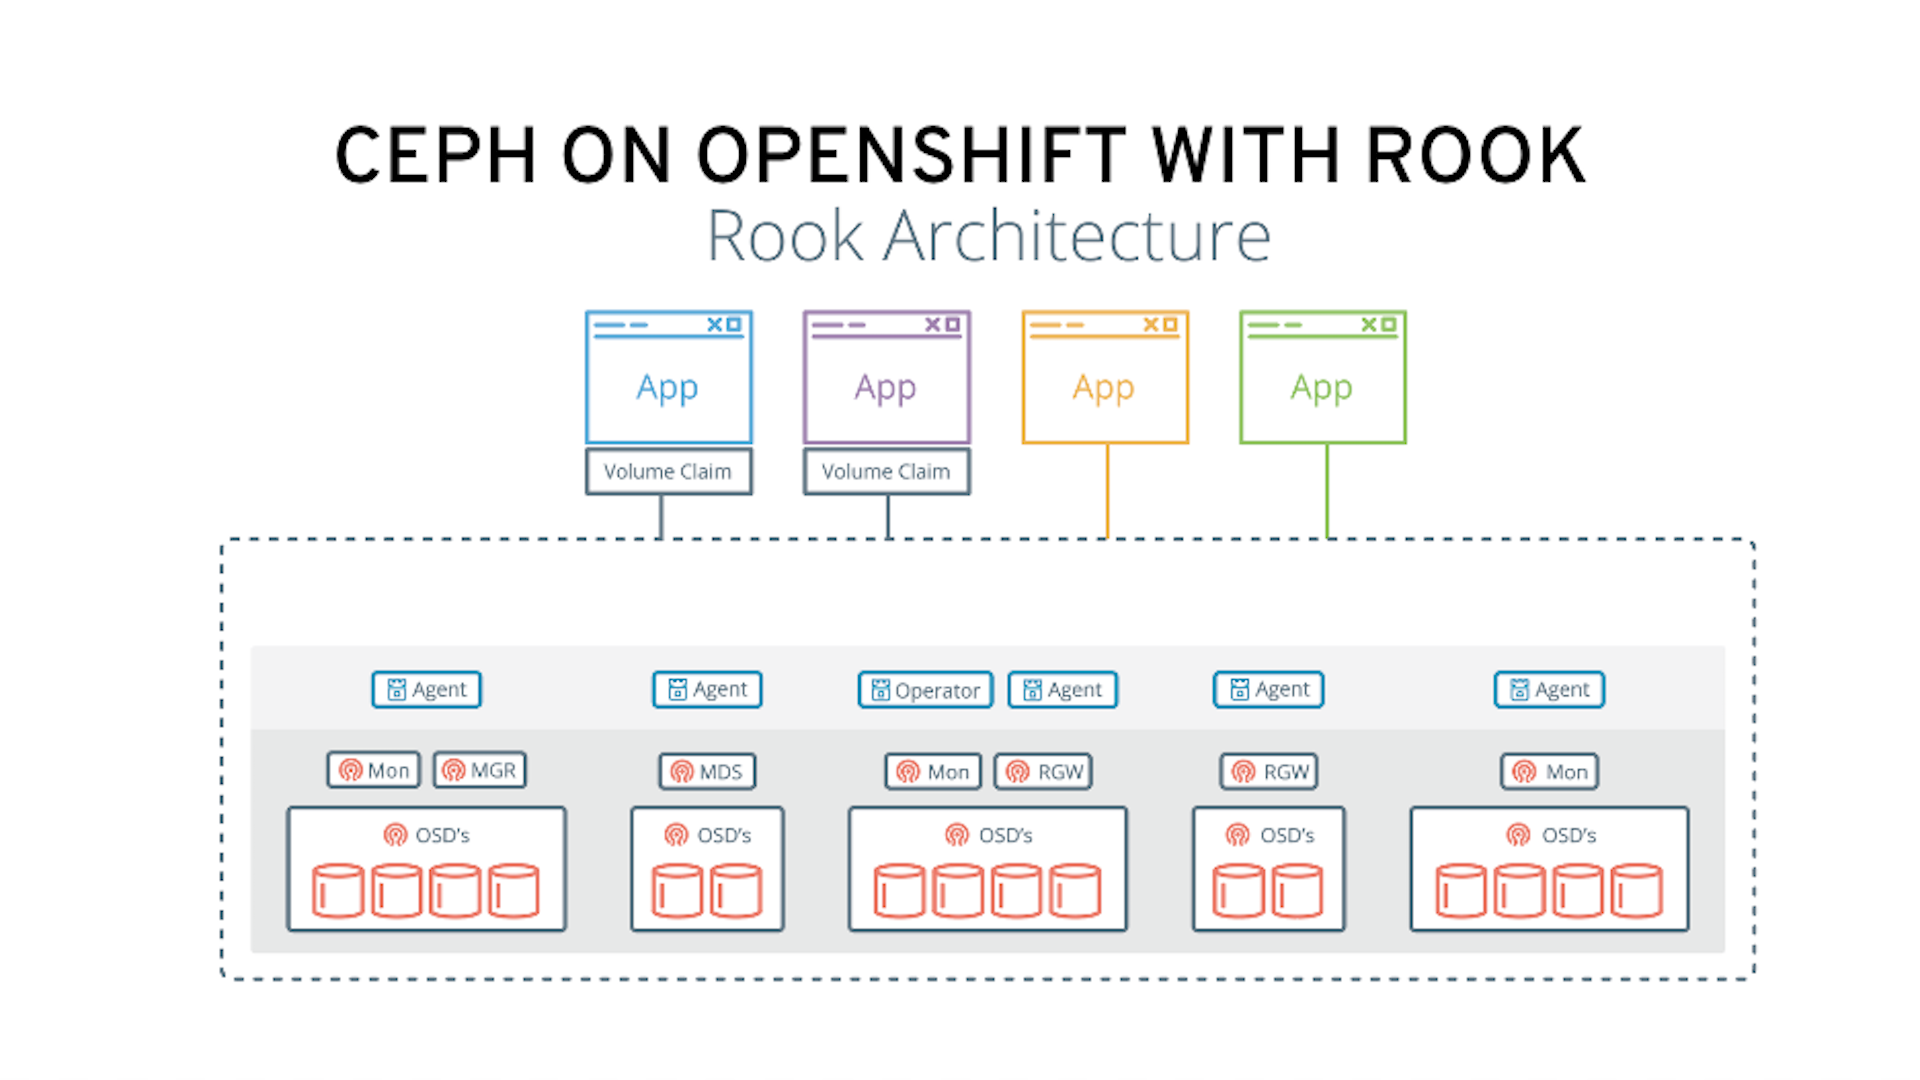 CEPH ON OPENSHIFT WITH ROOK
Rook Architecture
App App App App
Volume Claim Volume Claim
Agent Agent Operator Agent Agent Agent
Mon MGR MDS Mon RGW RGW Mon
OSD's OSD's OSD's OSD's OSD's